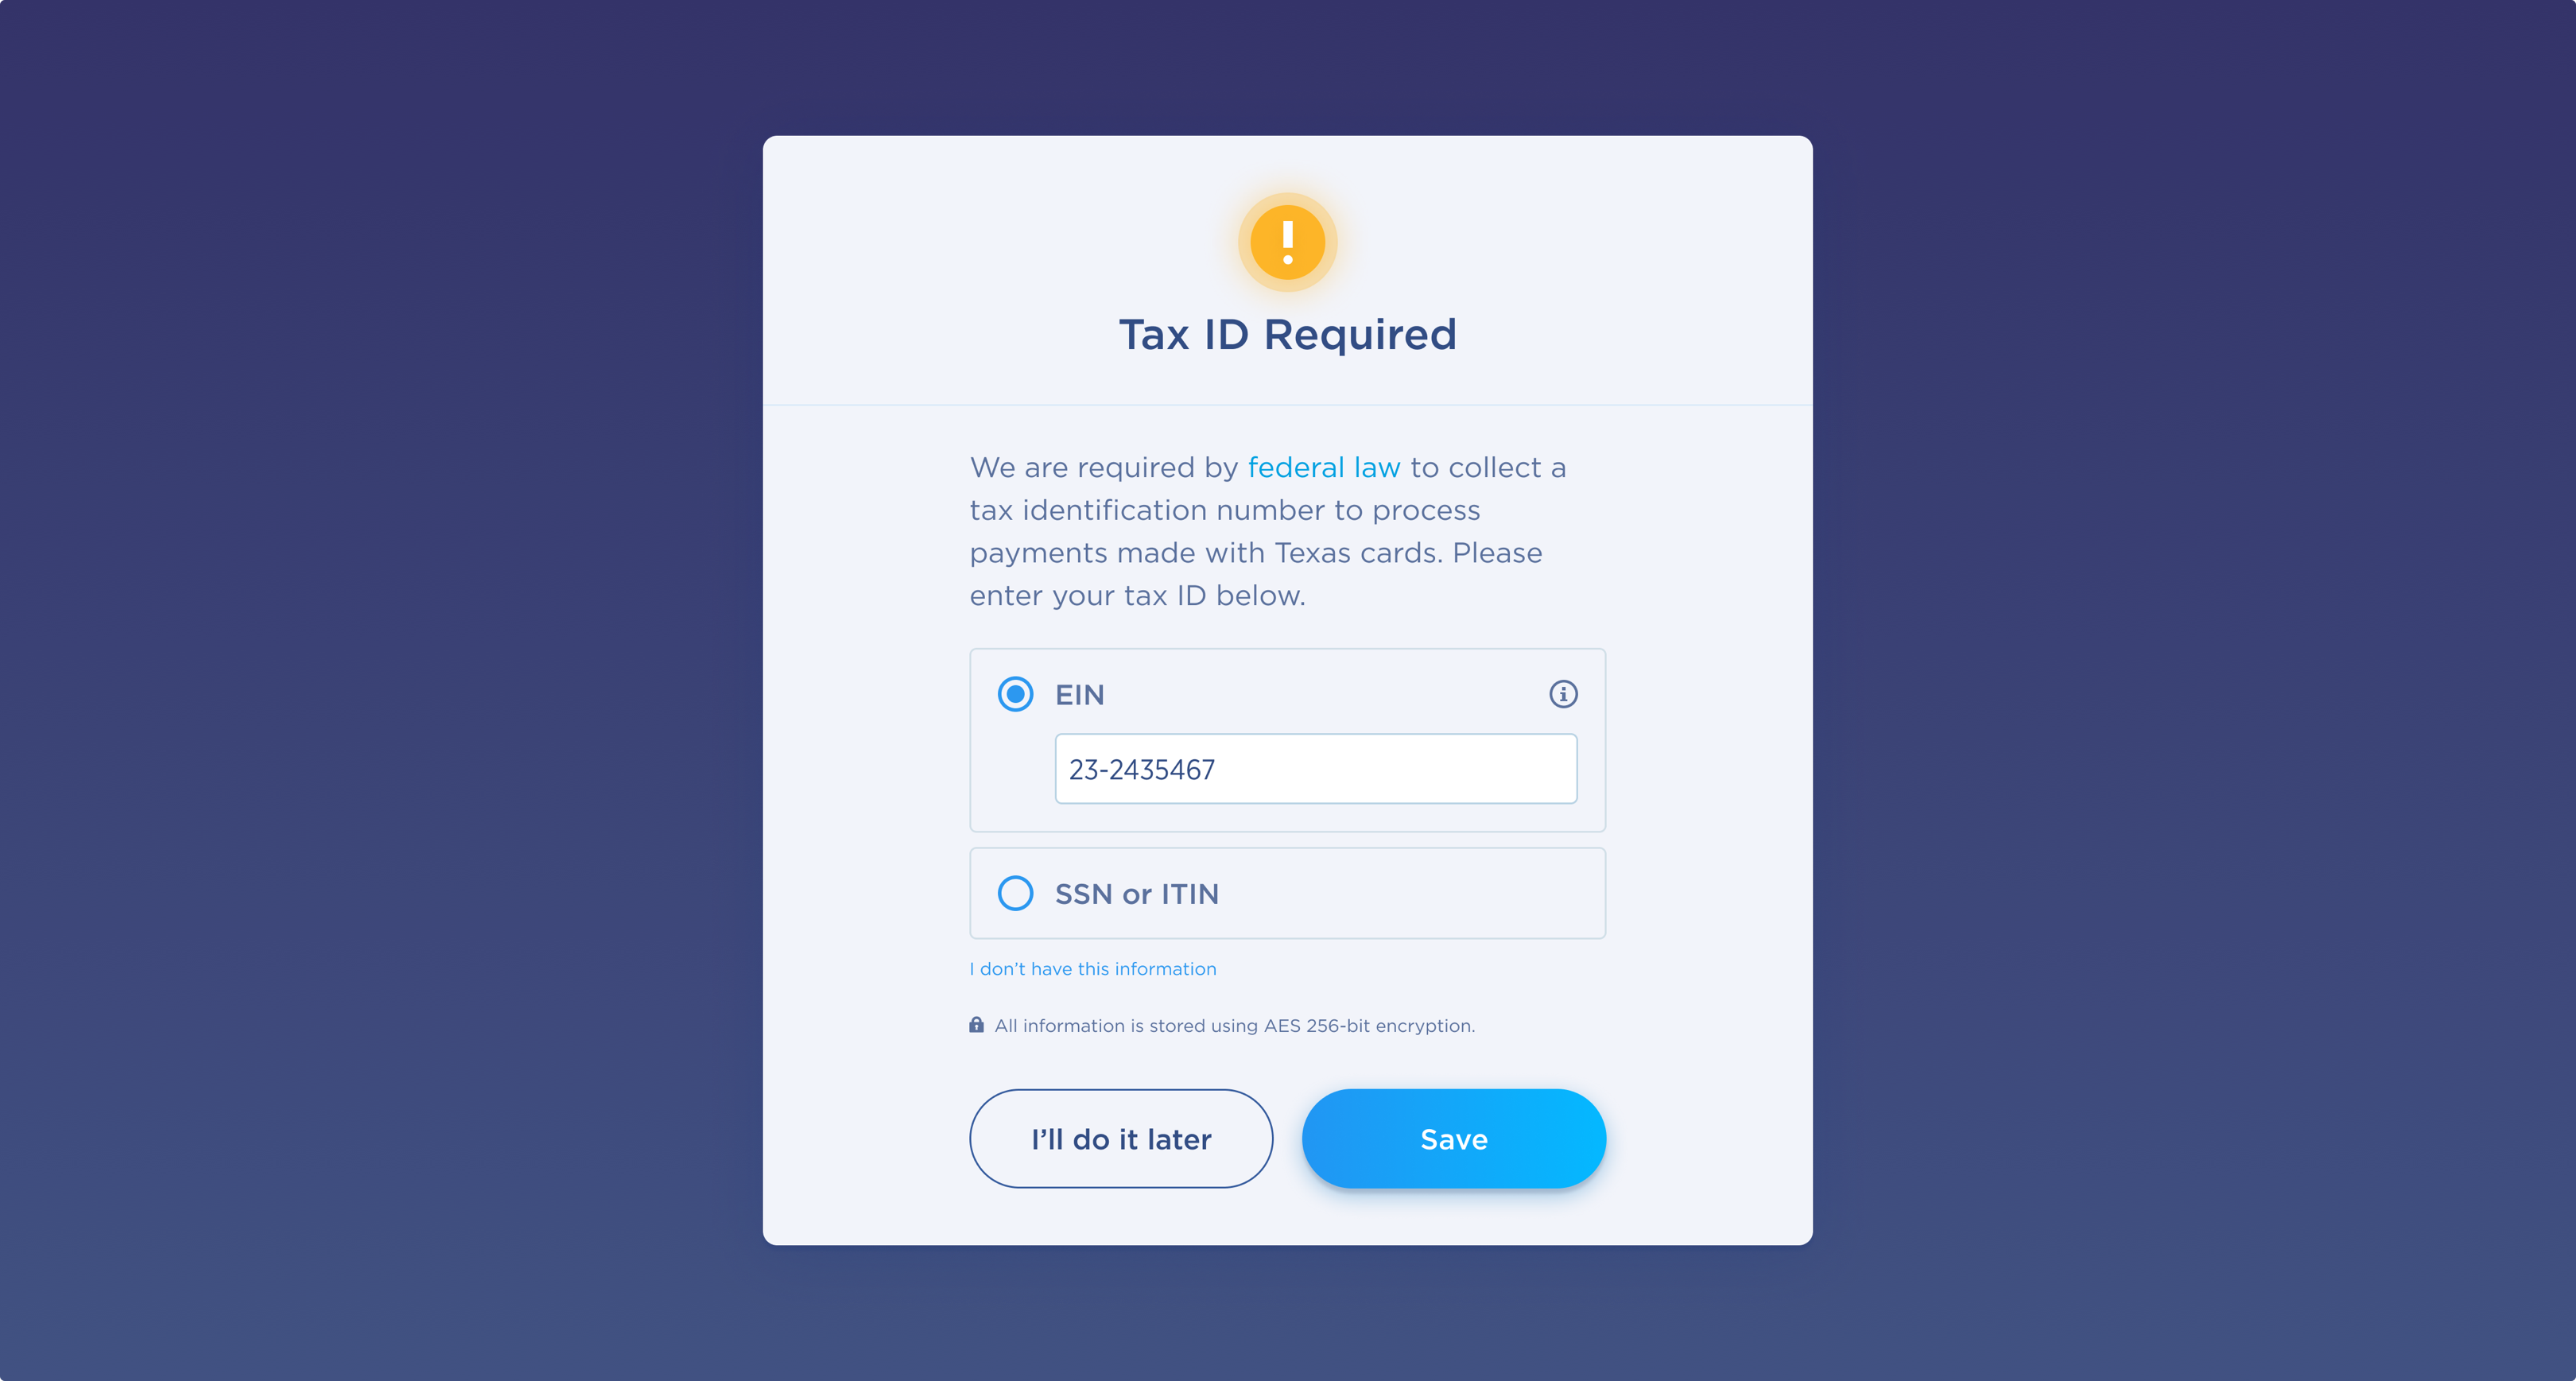 Tax ID Required
We are required by federal law to collect a
tax identification number to process
payments made with Texas cards. Please
enter your tax ID below.
EIN
23-2435467
SSN or ITIN
I don’t have this information
All information is stored using AES 256-bit encryption.
I’ll do it later
Save